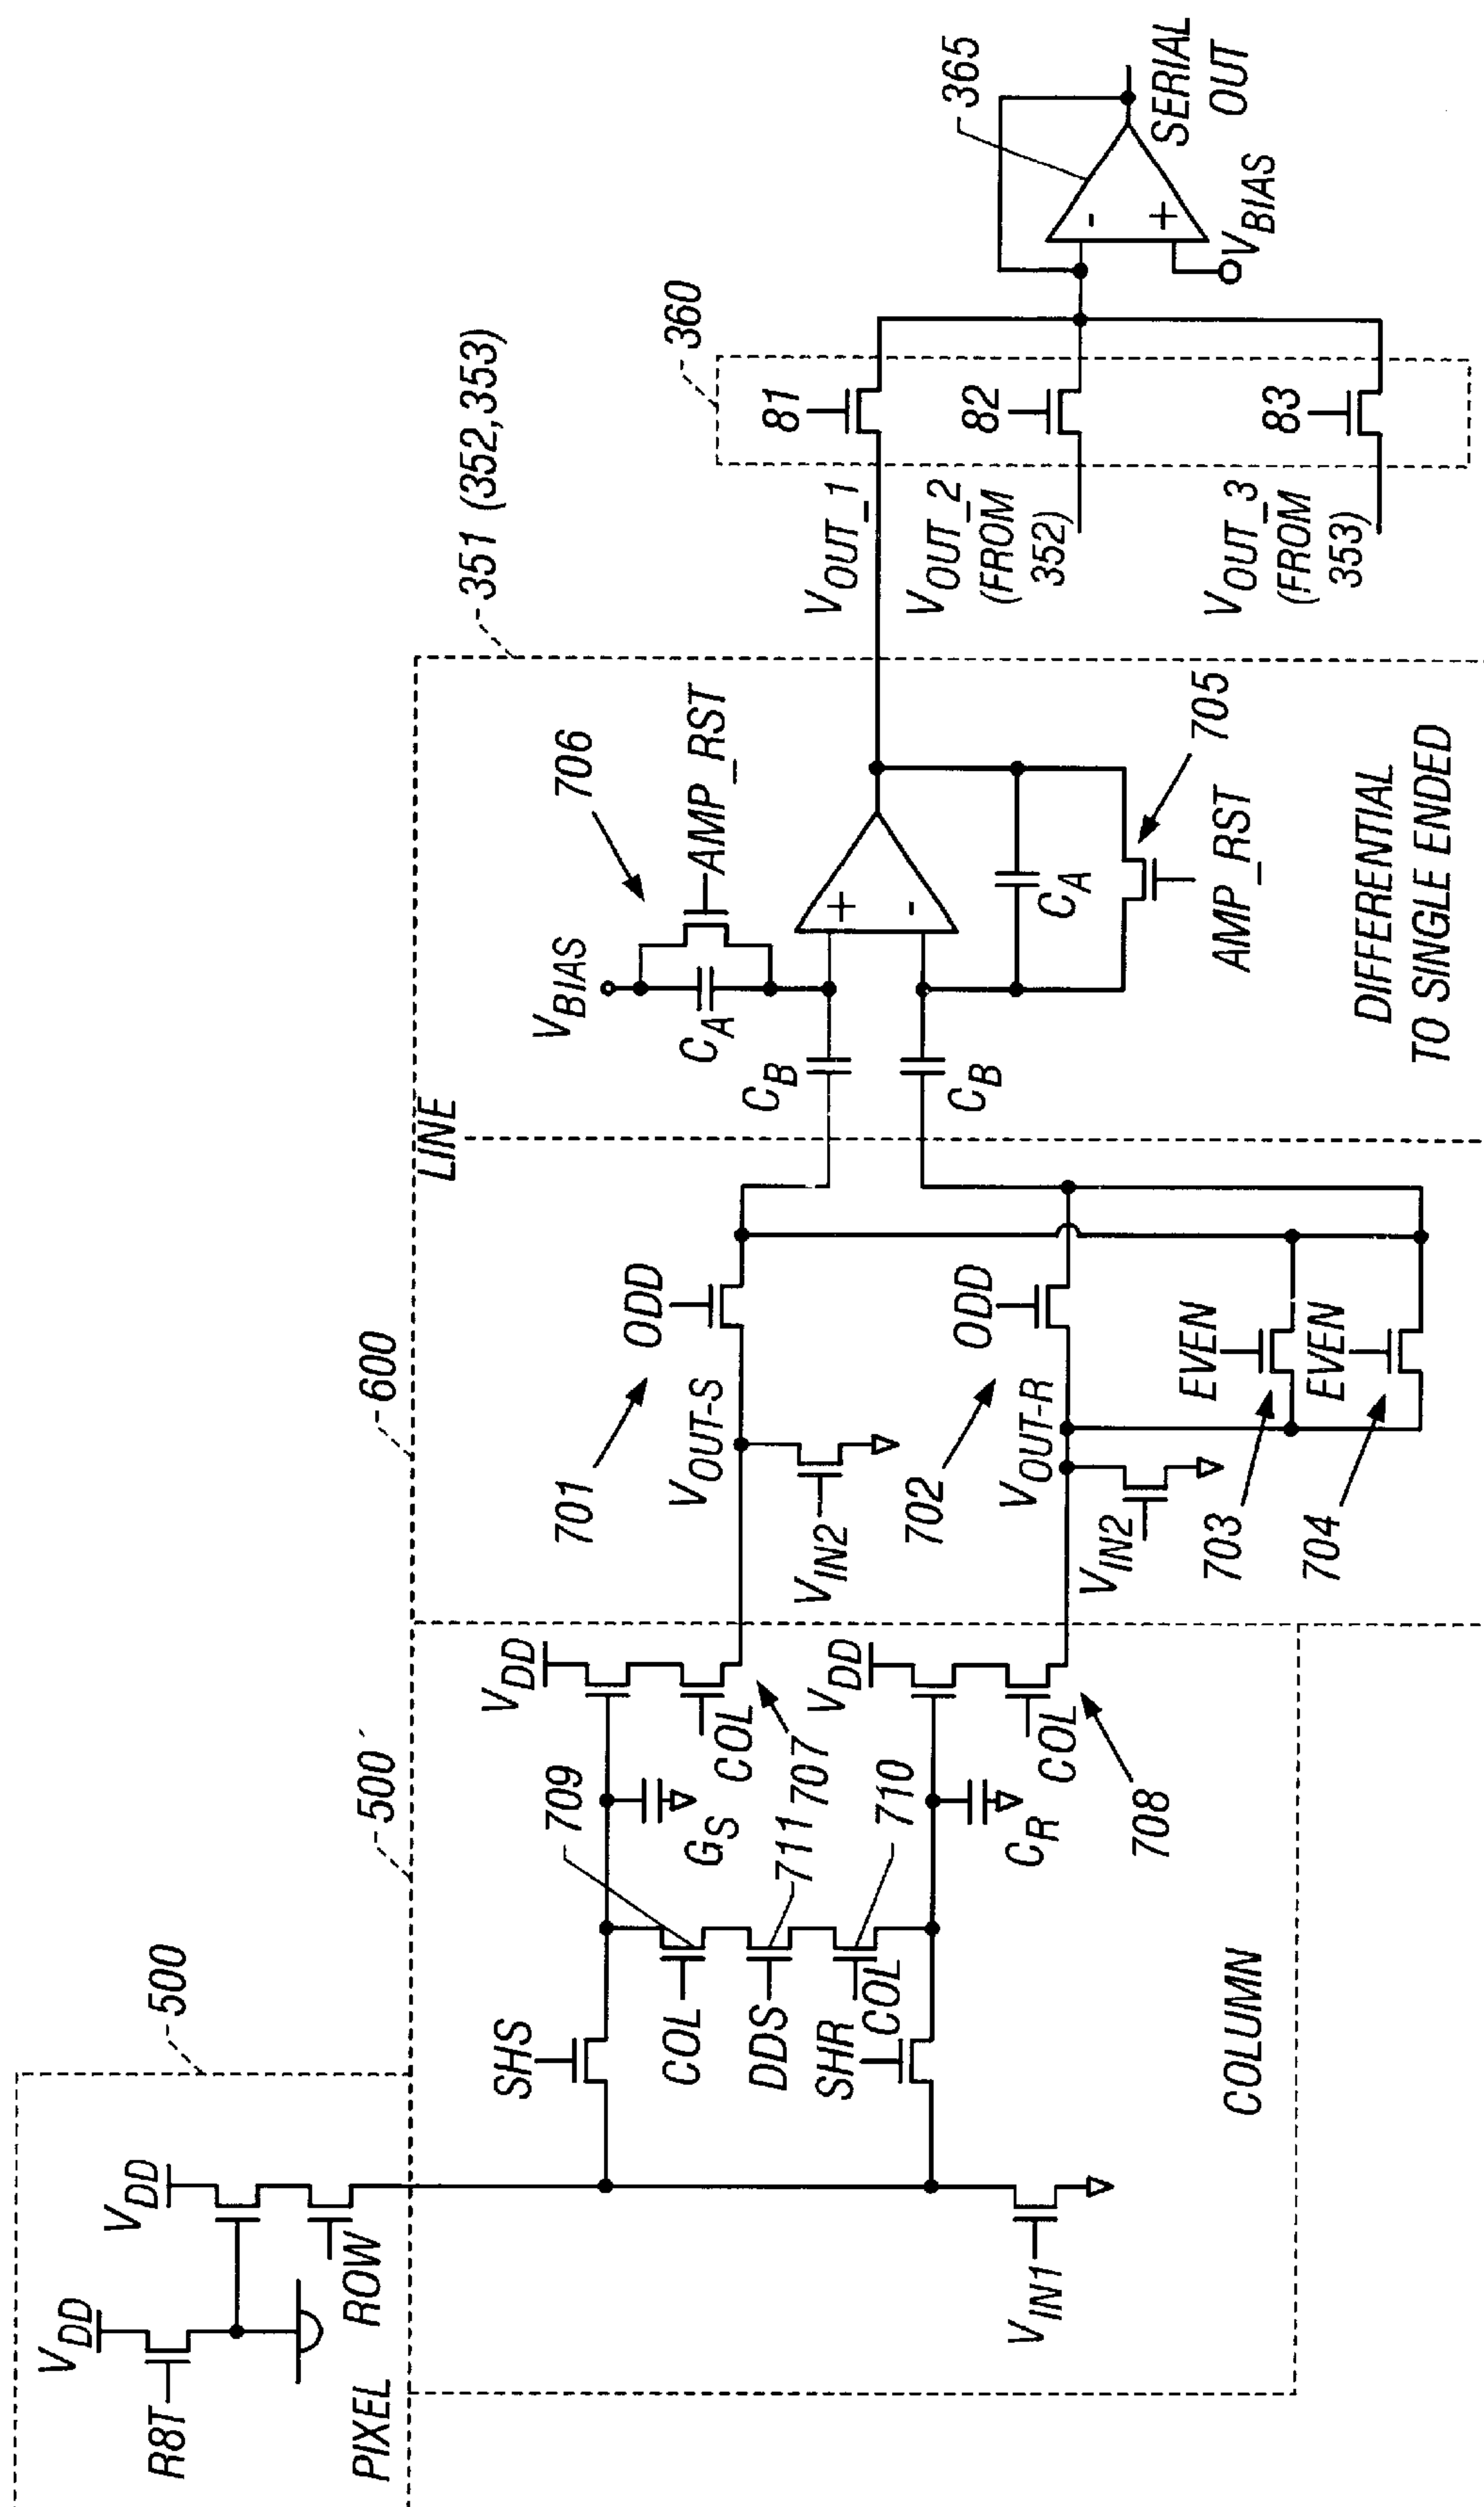 500
V_DD
V_DD
R8T
ROW
PIXEL
500´
SHS
COL
DDS
SHR
COL
709
711
710
G_S
C_R
V_DD
COL
707
V_DD
COL
708
V_IN1
COLUMN
600
LINE
701
ODD
V_OUT-S
V_IN2
702
ODD
V_OUT-R
V_IN2
EVEN
EVEN
703
704
351 (352,353)
706
V_BIAS
AMP_RST
C_A
C_B
C_B
+
-
C_A
705
AMP_RST
DIFFERENTIAL
TO SINGLE ENDED
360
V_OUT_1
81
V_OUT_2
(FROM
352)
82
V_OUT_3
(FROM
353)
83
365
-
+
V_BIAS
SERIAL
OUT